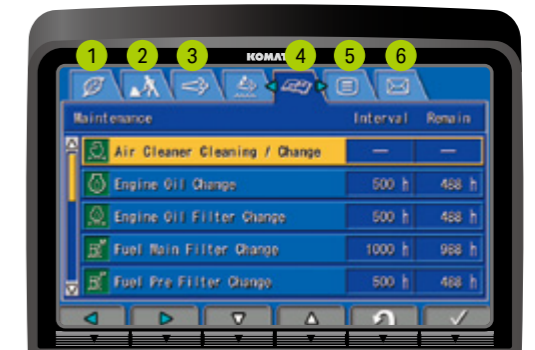 1 2 3 4 5 6
KOMAT
Maintenance Interval Remain
Air Cleaner Cleaning / Change — —
Engine Oil Change 500 h 488 h
Engine Oil Filter Change 500 h 488 h
Fuel Main Filter Change 1000 h 988 h
Fuel Pre Filter Change 500 h 488 h